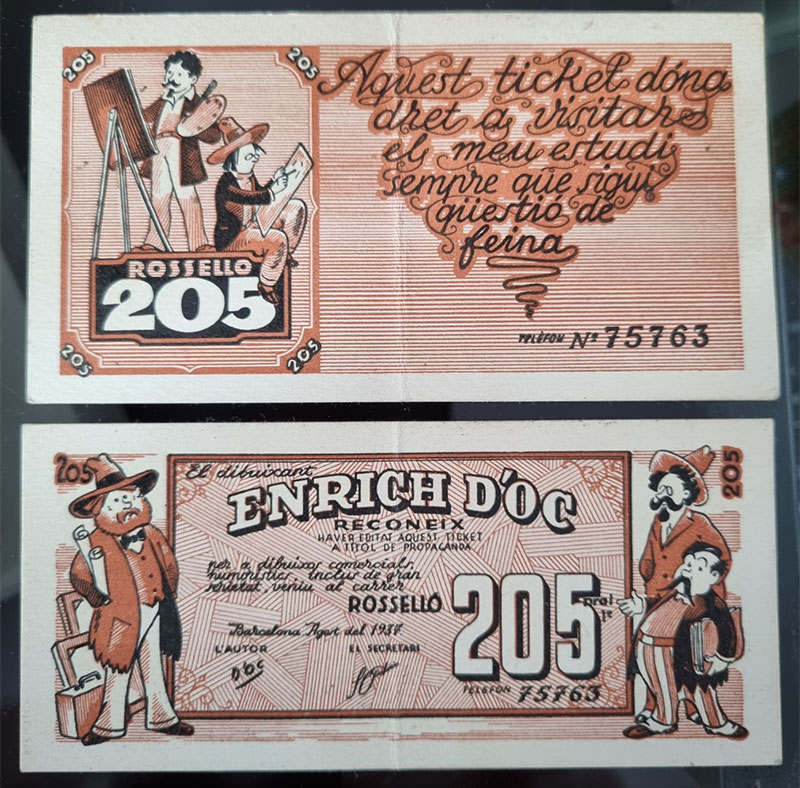 205
205
Aquest ticket dóna
dret a visitar
el meu estudi
sempre que sigui
qüestió de
feina
ROSSELLO
205
205
205
TELÈFON Nº 75763
205
205
El dibuixant
ENRICH D'OC
RECONEIX
HAVER EDITAT AQUEST TICKET
A TITOL DE PROPAGANDA
per a dibuixos comercials,
humoristics, inclus de gran
serietat, veniu al carrer
ROSSELLÓ 205 pral 1ª
Barcelona, Agost del 1937
L'AUTOR
EL SECRETARI
D'OC
TELÈFON 75763